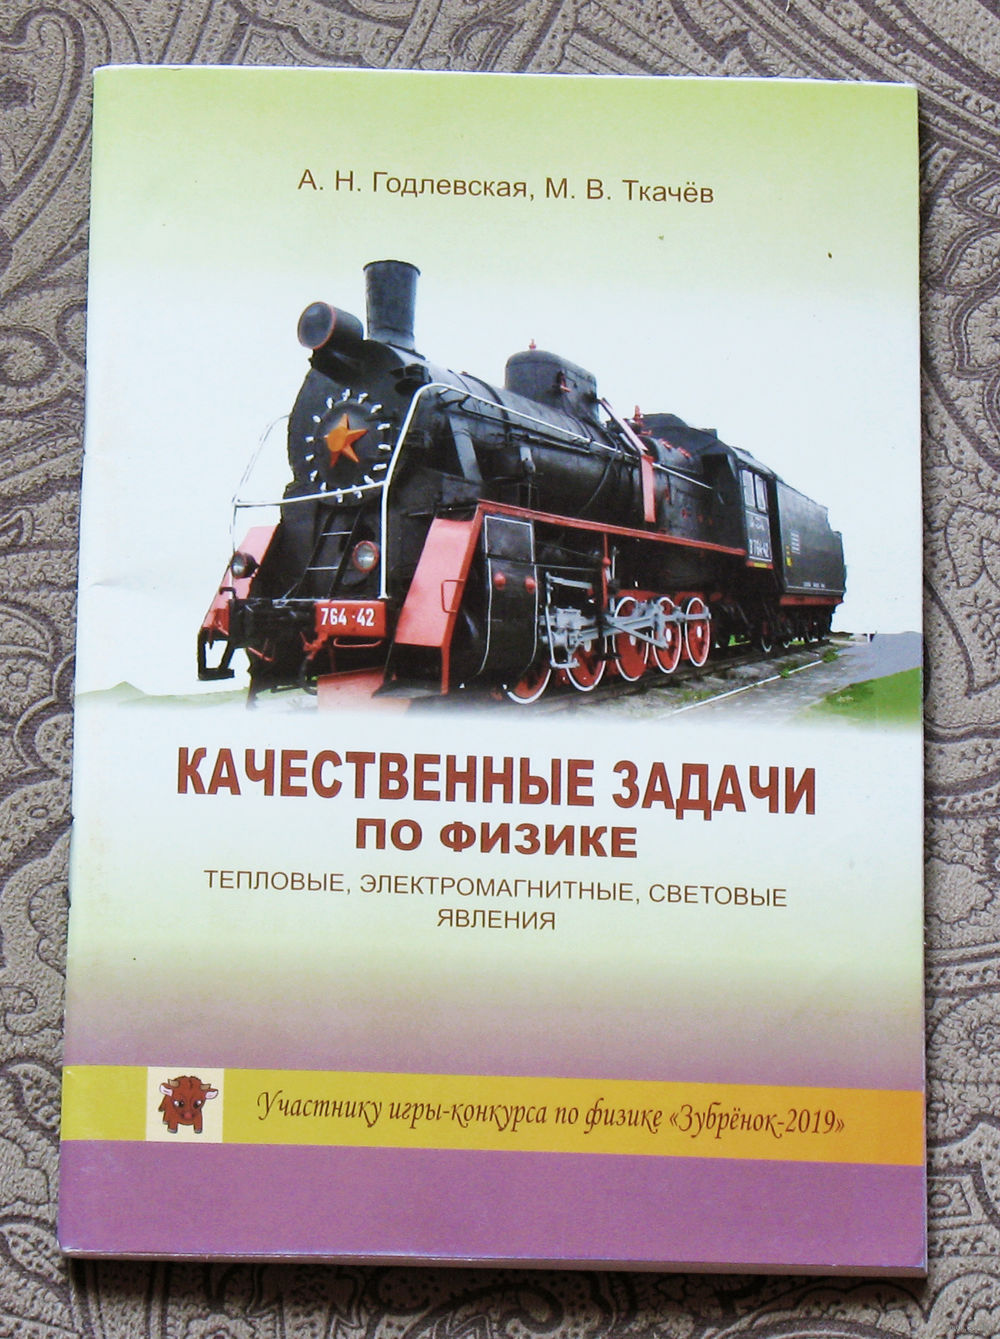 А. Н. Годлевская, М. В. Ткачёв
764-42
КАЧЕСТВЕННЫЕ ЗАДАЧИ
ПО ФИЗИКЕ
ТЕПЛОВЫЕ, ЭЛЕКТРОМАГНИТНЫЕ, СВЕТОВЫЕ
ЯВЛЕНИЯ
Участнику игры-конкурса по физике «Зубрёнок-2019»